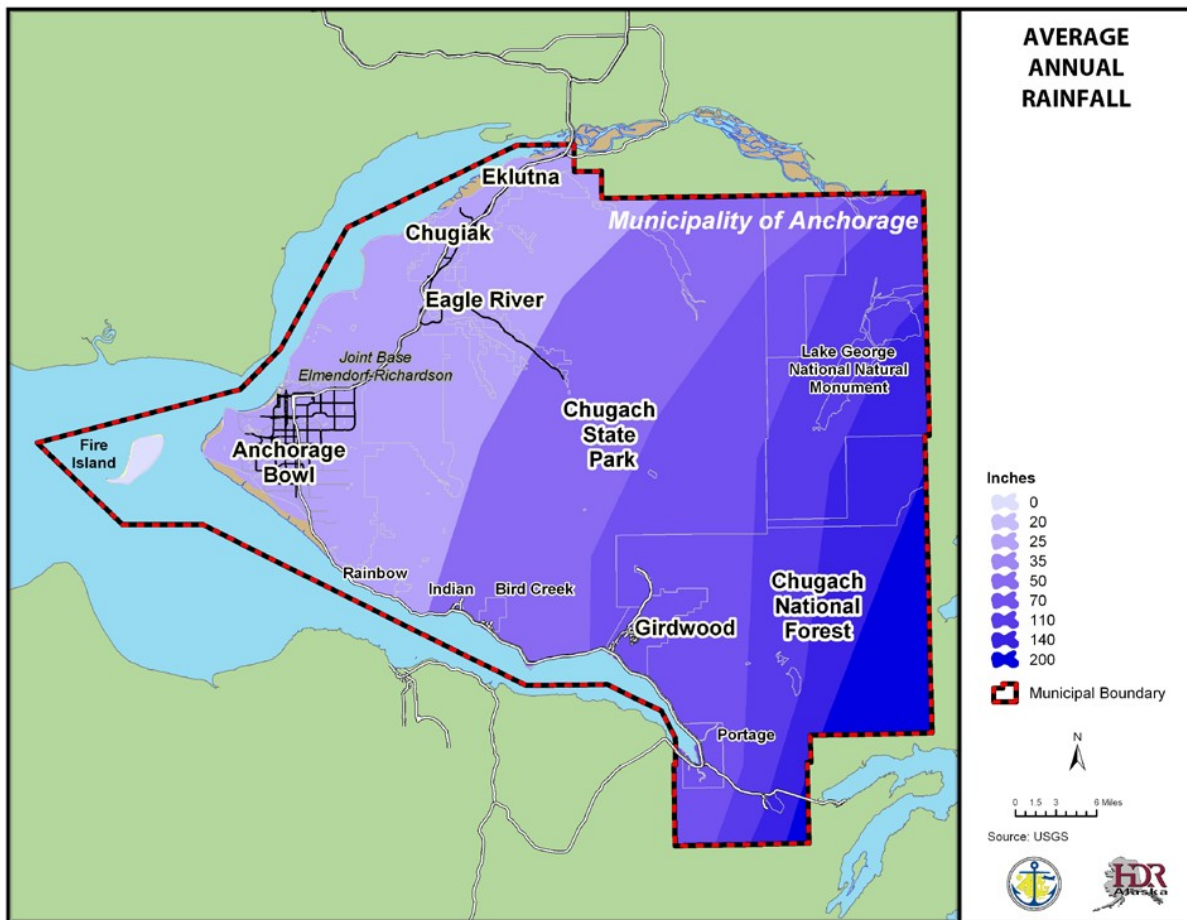 AVERAGE
ANNUAL
RAINFALL
Eklutna
Municipality of Anchorage
Chugiak
Eagle River
Joint Base
Elmendorf-Richardson
Lake George
National Natural
Monument
Chugach
State
Park
Fire
Island
Anchorage
Bowl
Rainbow
Indian
Bird Creek
Chugach
National
Forest
Girdwood
Portage
Inches
0
20
25
35
50
70
110
140
200
Municipal Boundary
N
0 1.5 3 6 Miles
Source: USGS
HDR
Alaska